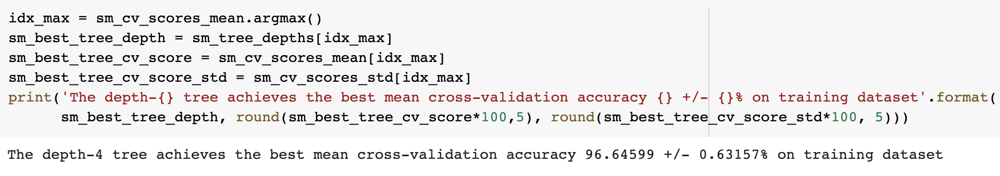 idx_max = sm_cv_scores_mean.argmax()
sm_best_tree_depth = sm_tree_depths[idx_max]
sm_best_tree_cv_score = sm_cv_scores_mean[idx_max]
sm_best_tree_cv_score_std = sm_cv_scores_std[idx_max]
print('The depth-{} tree achieves the best mean cross-validation accuracy {} +/- {}% on training dataset'.format(
      sm_best_tree_depth, round(sm_best_tree_cv_score*100,5), round(sm_best_tree_cv_score_std*100, 5)))
The depth-4 tree achieves the best mean cross-validation accuracy 96.64599 +/- 0.63157% on training dataset